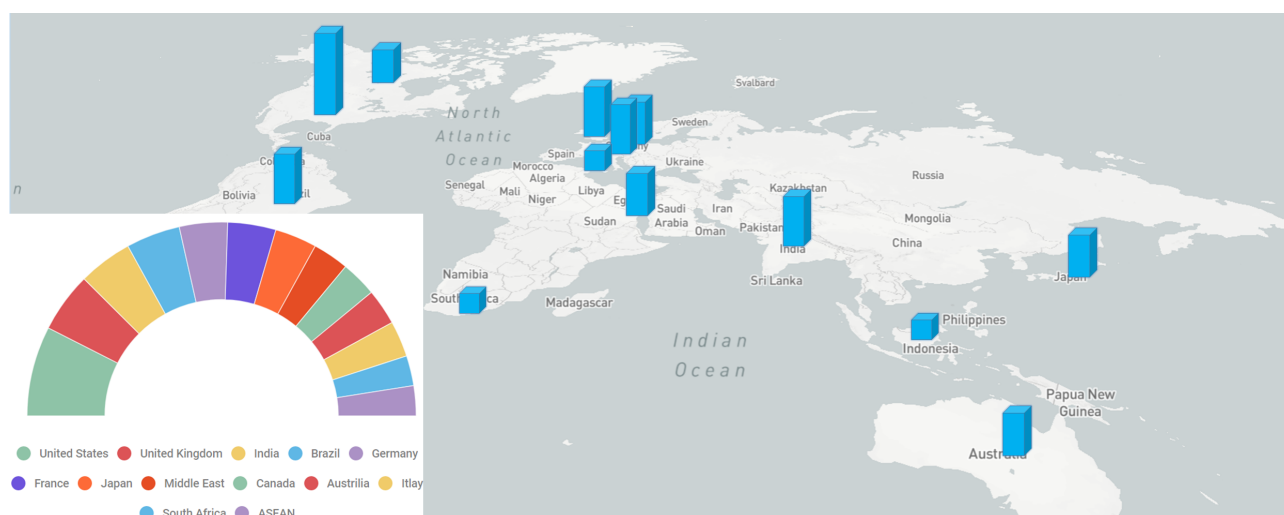 Svalbard
North
Atlantic
Ocean
Sweden
Cuba
Spain
Ukraine
Morocco
Algeria
Russia
Senegal
Mali
Libya
Kazakhstan
Bolivia
Niger
Saudi
Arabia
Iran
Mongolia
Sudan
Oman
Pakistan
China
India
Namibia
Sri Lanka
Japan
Madagascar
Philippines
Indian
Ocean
Indonesia
Papua New
Guinea
Australia
United States United Kingdom India Brazil Germany
France Japan Middle East Canada Austrilia Itlay
South Africa ASEAN